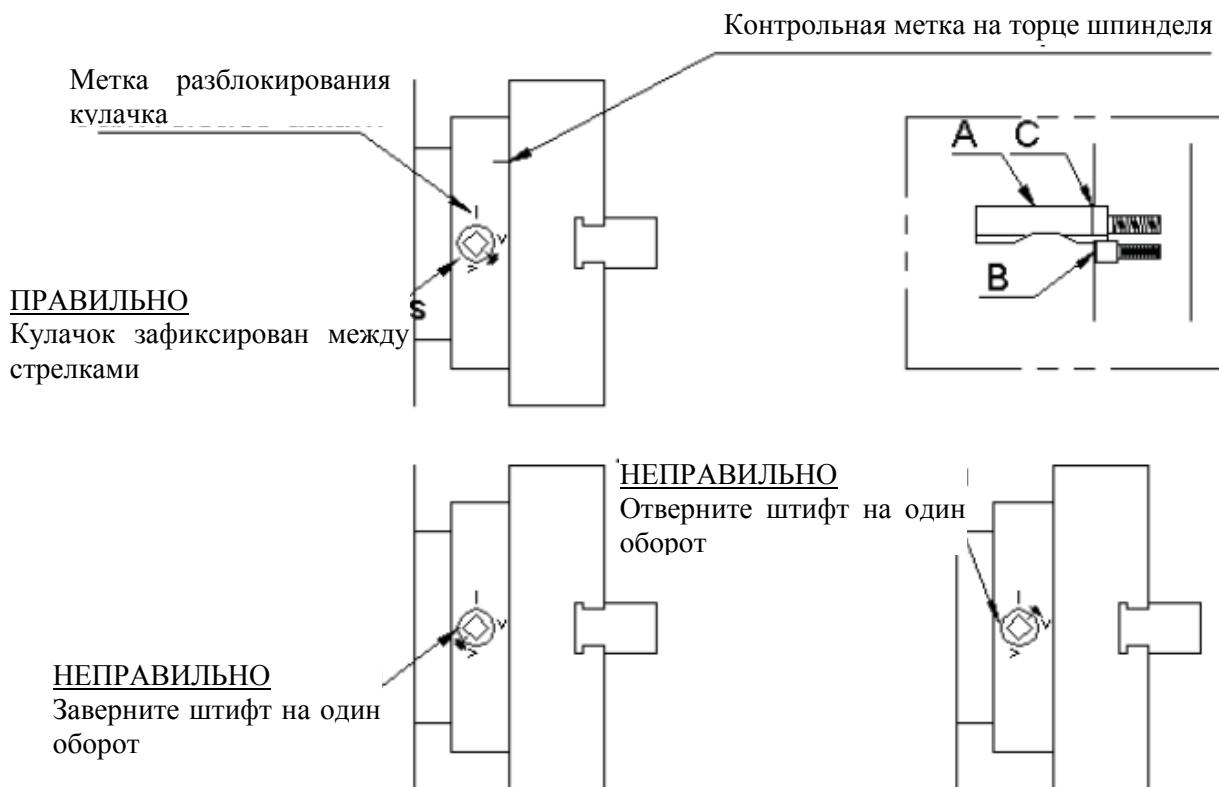 Контрольная метка на торце шпинделя
Метка разблокирования
кулачка
A C
B
S
ПРАВИЛЬНО
Кулачок зафиксирован между
стрелками
НЕПРАВИЛЬНО
Отверните штифт на один
оборот
НЕПРАВИЛЬНО
Заверните штифт на один
оборот